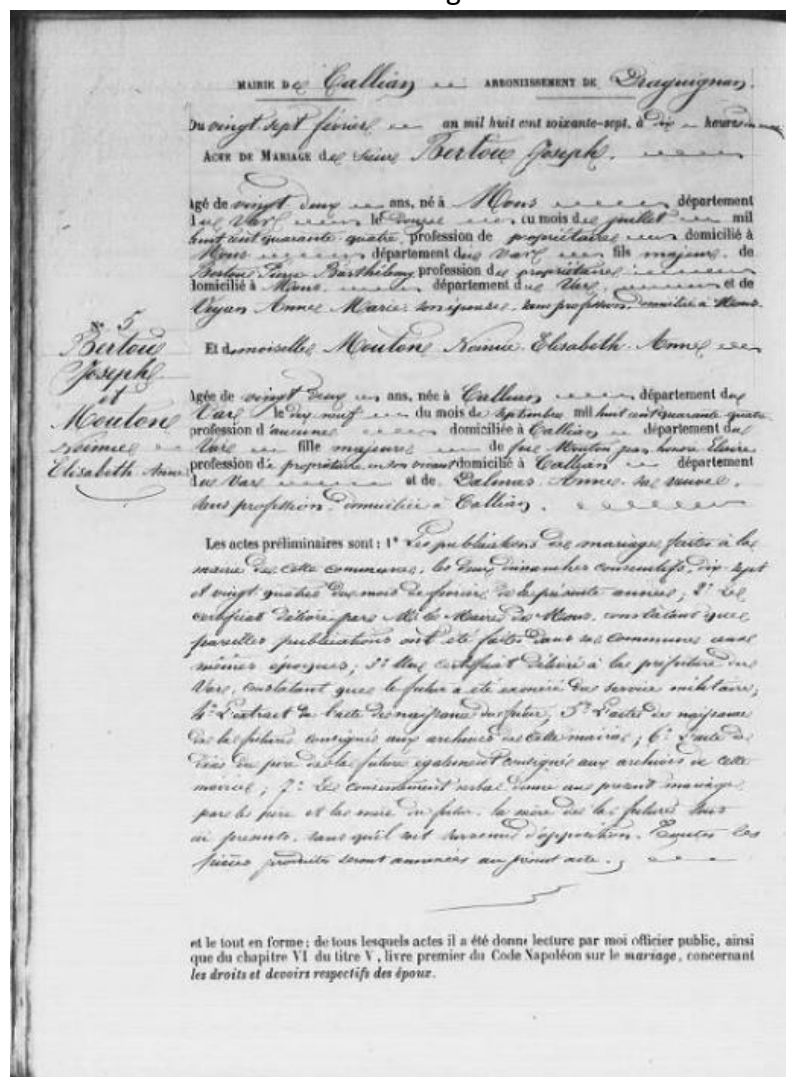 MAIRIE DE Callian ARRONDISSEMENT DE Draguignan.
Du vingt sept février an mil huit cent soixante-sept, à dix heures
ACTE DE MARIAGE de sieur Bertou Joseph.
Agé de vingt deux ans, né à Mons département
du Var le douze du mois de juillet mil
huit cent quarante quatre, profession de propriétaire domicilié à
Mons département du Var fils majeur de
Bertou Pierre Barthélemy profession de propriétaire
domicilié à Mons département du Var, et de
Anne Marie son épouse, sans profession domiciliée à Mons.
N° 5
Bertou
Joseph
et
Mouton
Noémie
Elisabeth Anne
Et demoiselle Mouton Noémie Elisabeth Anne
Agée de vingt deux ans, née à Callian département du
Var le dix neuf du mois de septembre mil huit cent quarante quatre
profession d'aucune domiciliée à Callian département du
Var fille majeure de feu Mouton honoré
profession de propriétaire en son vivant domicilié à Callian département
du Var et de Dalmas Anne sa veuve,
sans profession domiciliée à Callian.
Les actes préliminaires sont : 1° Les publications de mariage faites à la
mairie de cette commune, les deux dimanches consécutifs, dix-sept
et vingt quatre du mois de février de la présente année ; 2° Le
certificat délivré par Mr le Maire de Mons, constatant que
pareilles publications ont été faites dans sa commune aux
mêmes époques ; 3° Un certificat délivré à la préfecture du
Var, constatant que le futur a été exonéré du service militaire ;
4° L'extrait de l'acte de naissance du futur ; 5° L'acte de naissance
de la future consigné aux archives de cette mairie ; 6° L'acte de
décès du père de la future également consigné aux archives de cette
mairie ; 7° Le consentement verbal donné au présent mariage
par le père et la mère du futur, la mère de la future tous
ici présents, sans qu'il soit survenu d'opposition. Toutes les
pièces produites seront annexées au présent acte.
et le tout en forme ; de tous lesquels actes il a été donné lecture par moi officier public, ainsi
que du chapitre VI du titre V, livre premier du Code Napoléon sur le mariage, concernant
les droits et devoirs respectifs des époux.